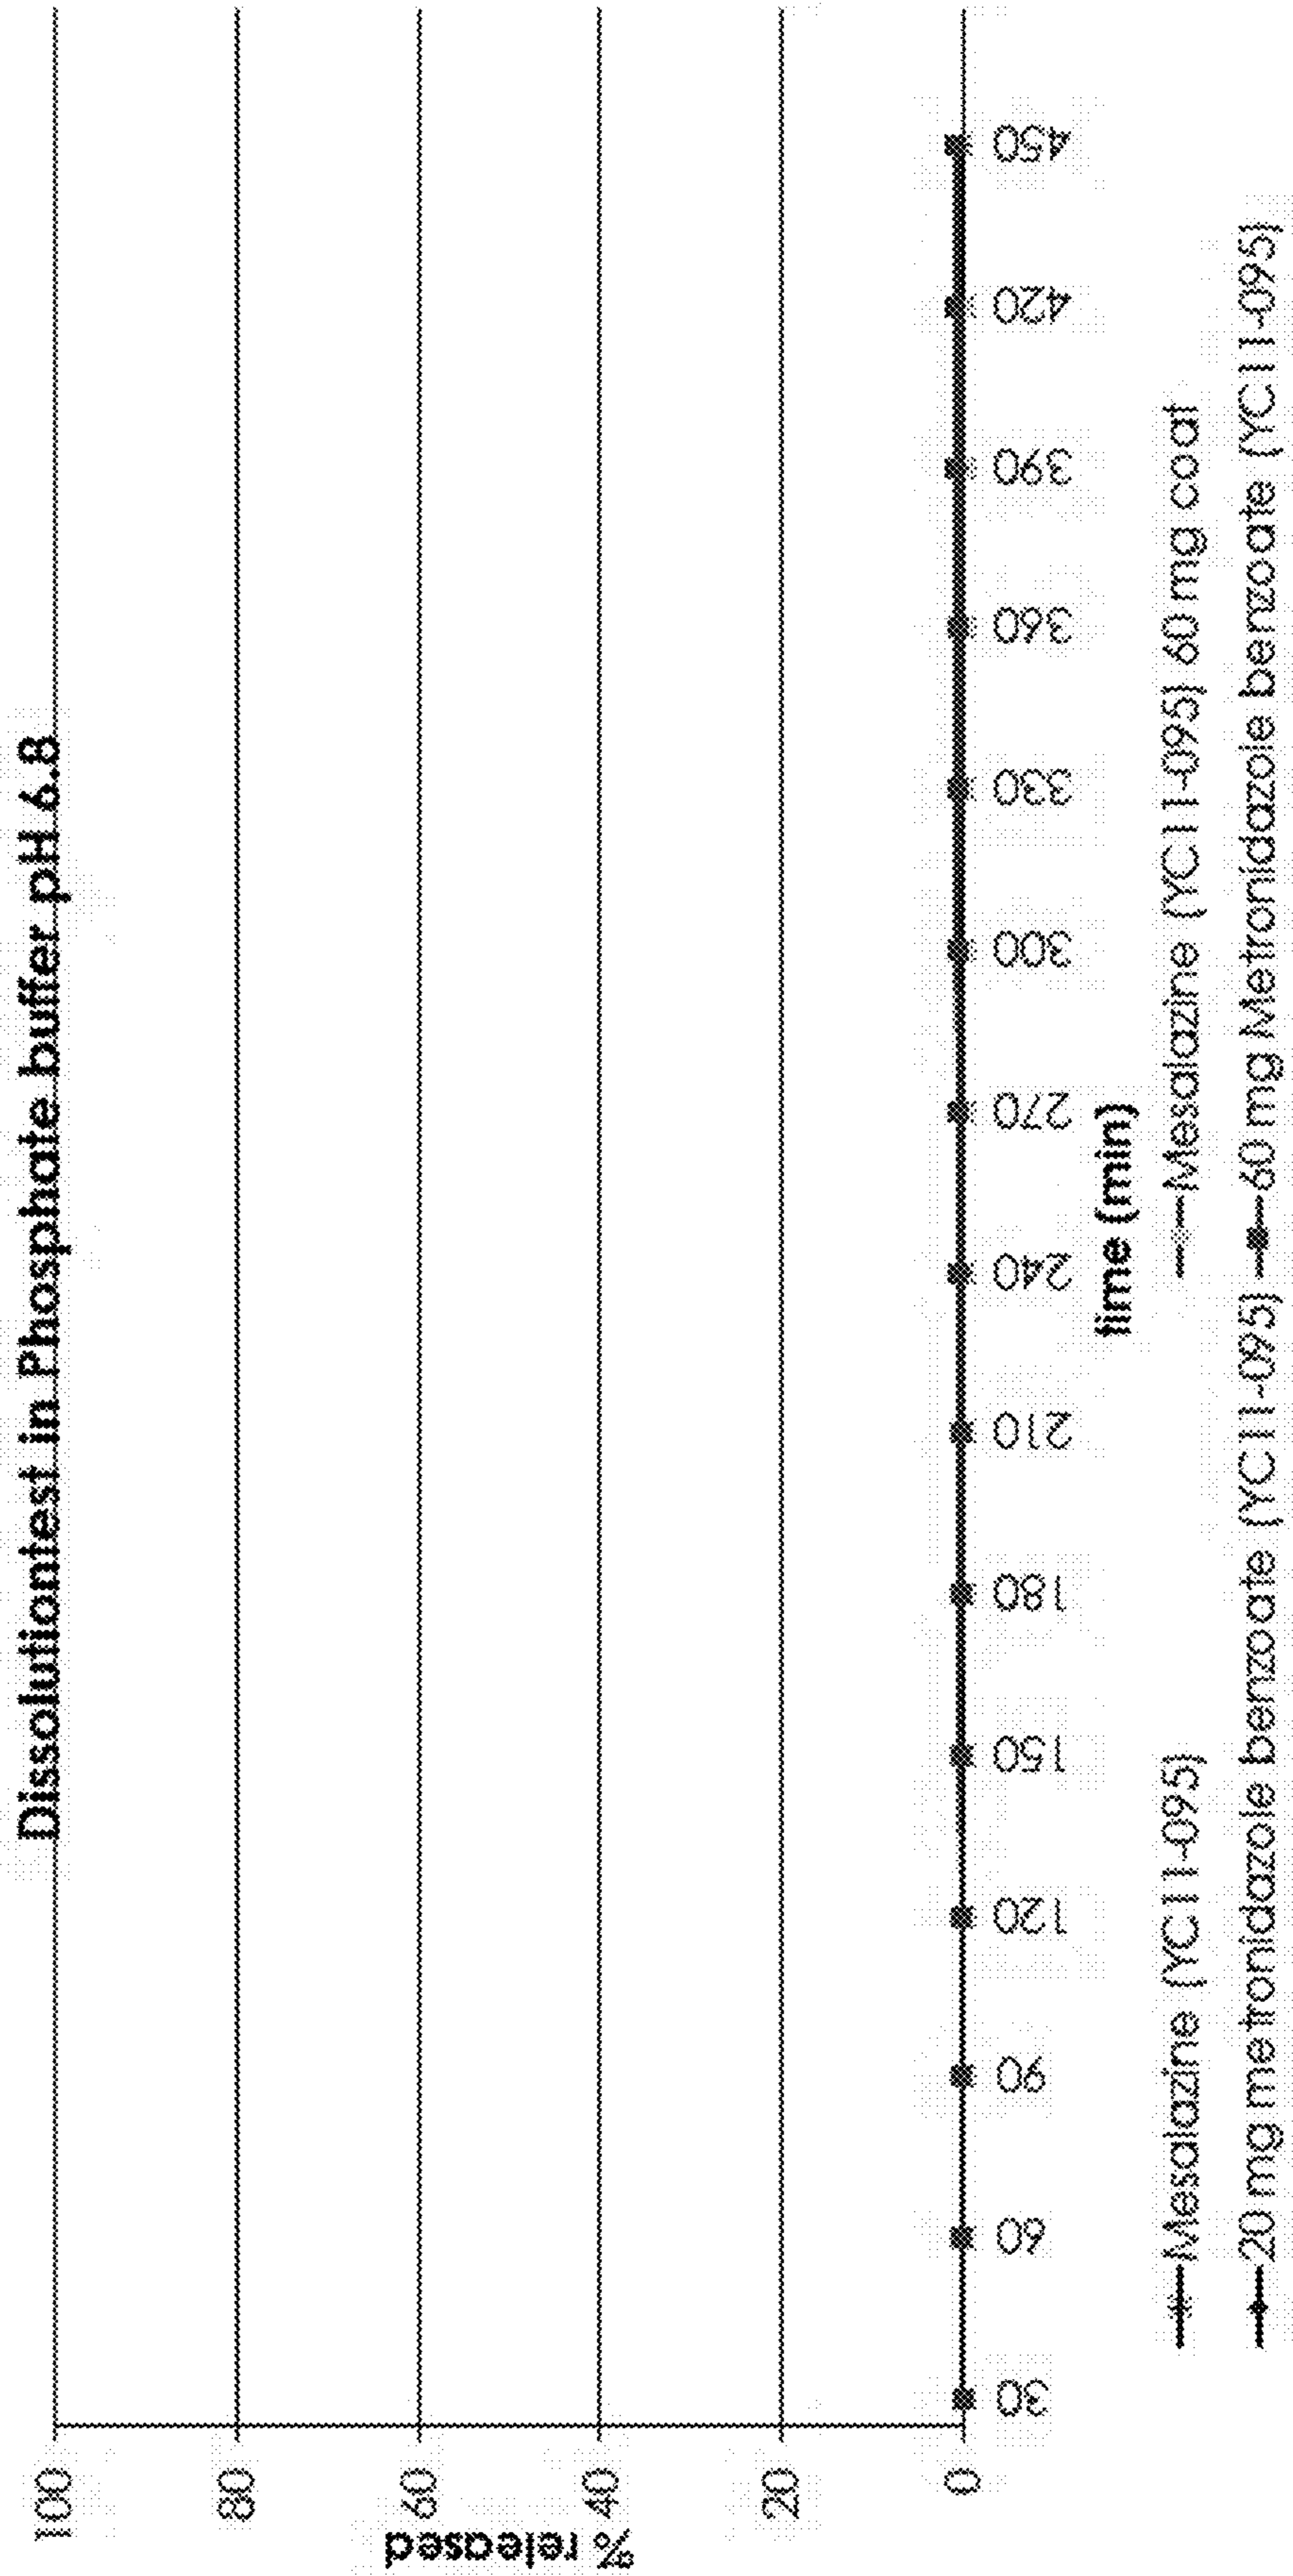 Dissolutiontest in Phosphate buffer pH 6.8
% released
100
80
60
40
20
0
30 60 90 120 150 180 210 240 270 300 330 360 390 420 450
time (min)
Mesalazine (YC11-095) Mesalazine (YC11-095) 60 mg coat
20 mg metronidazole benzoate (YC11-095) 60 mg Metronidazole benzoate (YC11-095)